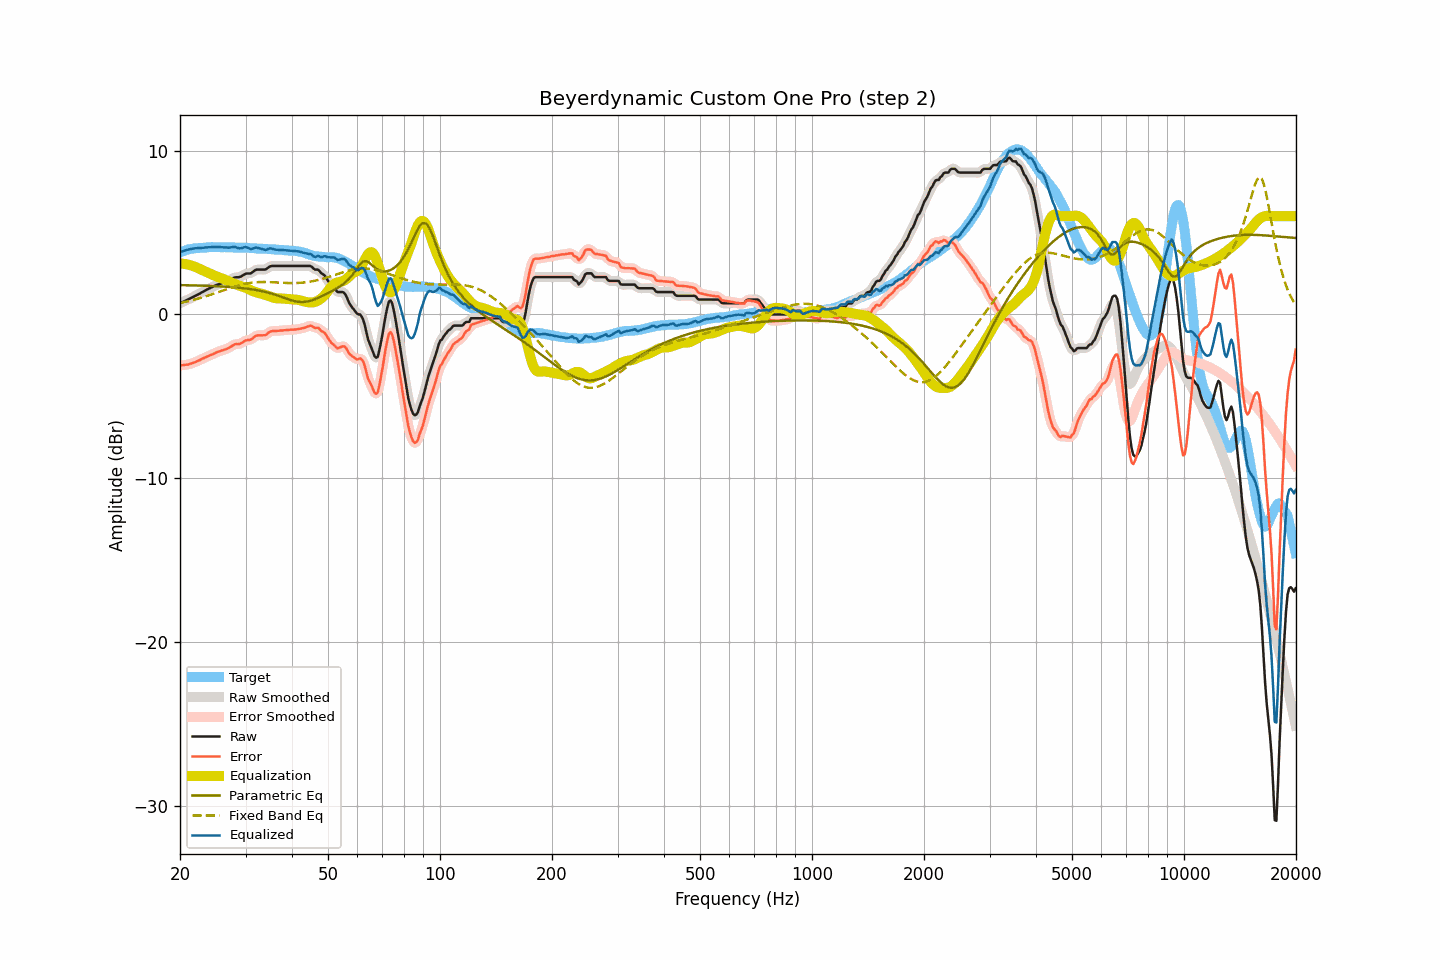 Beyerdynamic Custom One Pro (step 2)
Amplitude (dBr)
10
0
−10
−20
−30
Target
Raw Smoothed
Error Smoothed
Raw
Error
Equalization
Parametric Eq
Fixed Band Eq
Equalized
20 50 100 200 500 1000 2000 5000 10000 20000
Frequency (Hz)